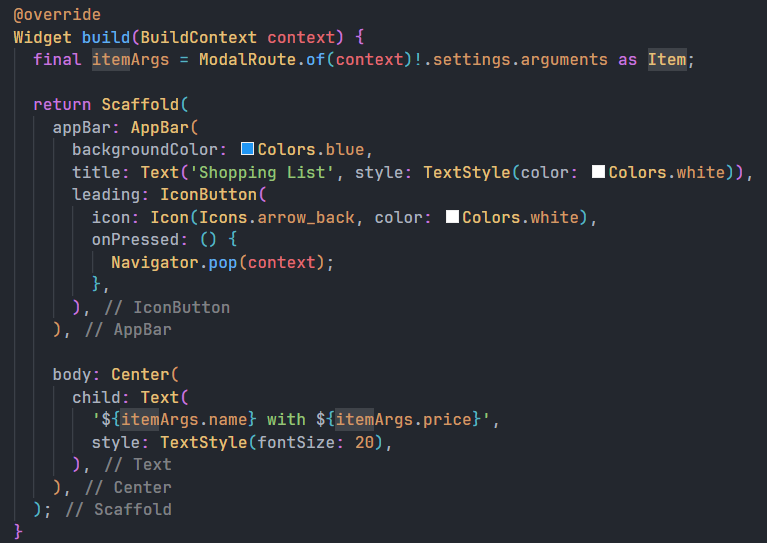 @override
Widget build(BuildContext context) {
  final itemArgs = ModalRoute.of(context)!.settings.arguments as Item;

  return Scaffold(
    appBar: AppBar(
      backgroundColor: Colors.blue,
      title: Text('Shopping List', style: TextStyle(color: Colors.white)),
      leading: IconButton(
        icon: Icon(Icons.arrow_back, color: Colors.white),
        onPressed: () {
          Navigator.pop(context);
        },
      ), // IconButton
    ), // AppBar

    body: Center(
      child: Text(
        '${itemArgs.name} with ${itemArgs.price}',
        style: TextStyle(fontSize: 20),
      ), // Text
    ), // Center
  ); // Scaffold
}